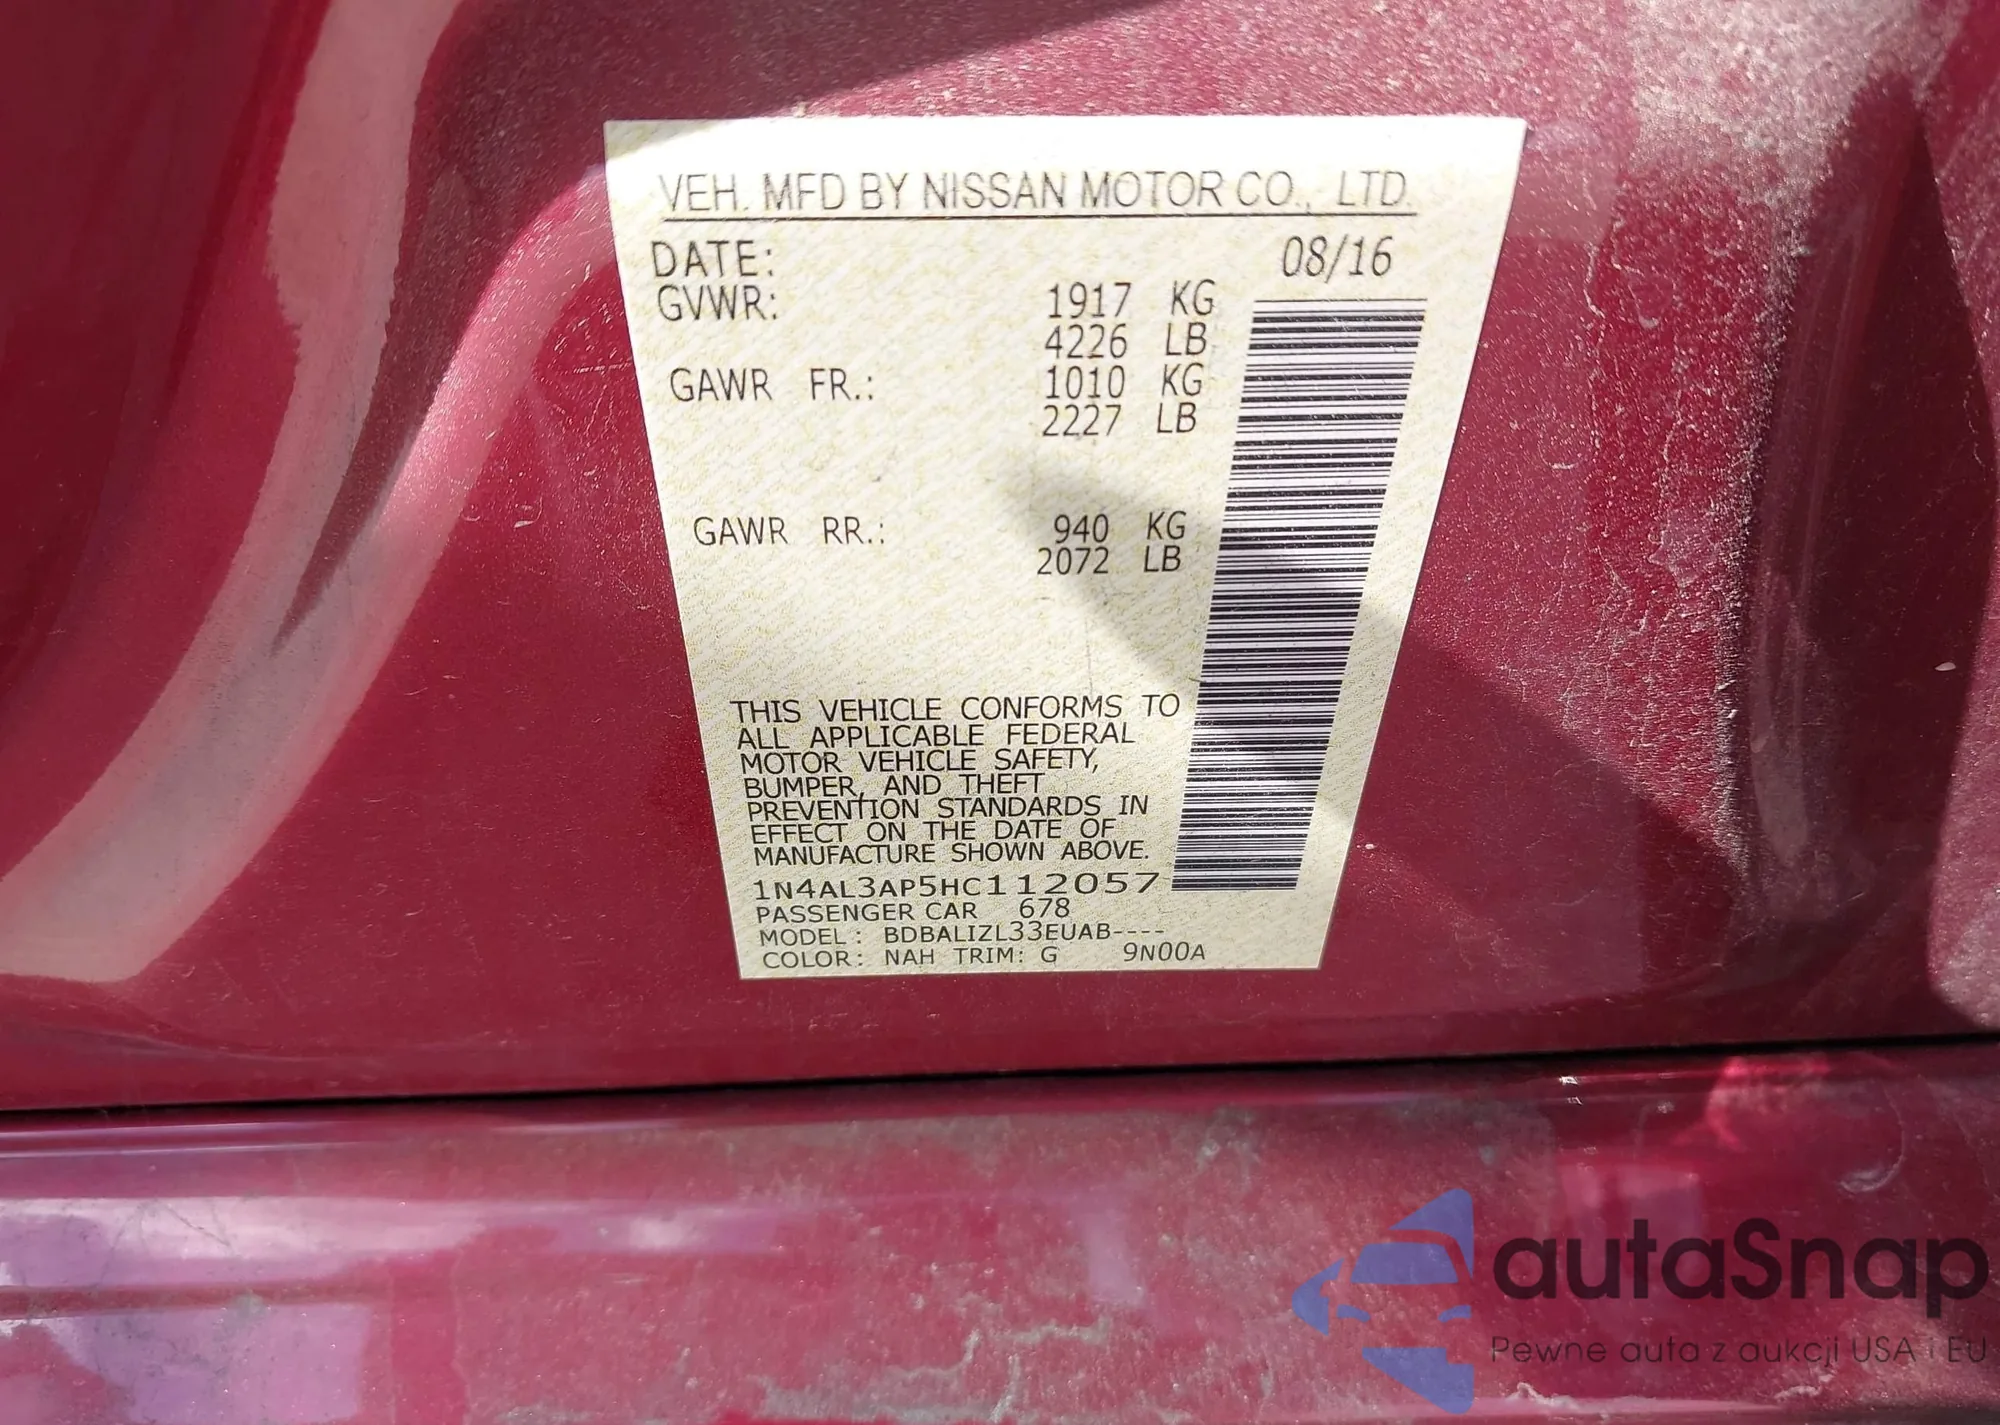 VEH. MFD BY NISSAN MOTOR CO., LTD.
DATE: 08/16
GVWR: 1917 KG
4226 LB
GAWR FR.: 1010 KG
2227 LB
GAWR RR.: 940 KG
2072 LB
THIS VEHICLE CONFORMS TO
ALL APPLICABLE FEDERAL
MOTOR VEHICLE SAFETY,
BUMPER, AND THEFT
PREVENTION STANDARDS IN
EFFECT ON THE DATE OF
MANUFACTURE SHOWN ABOVE.
1N4AL3AP5HC112057
PASSENGER CAR 678
MODEL: BDBALIZL33EUAB----
COLOR: NAH TRIM: G 9N00A
autaSnap
Pewne auta z aukcji USA i EU